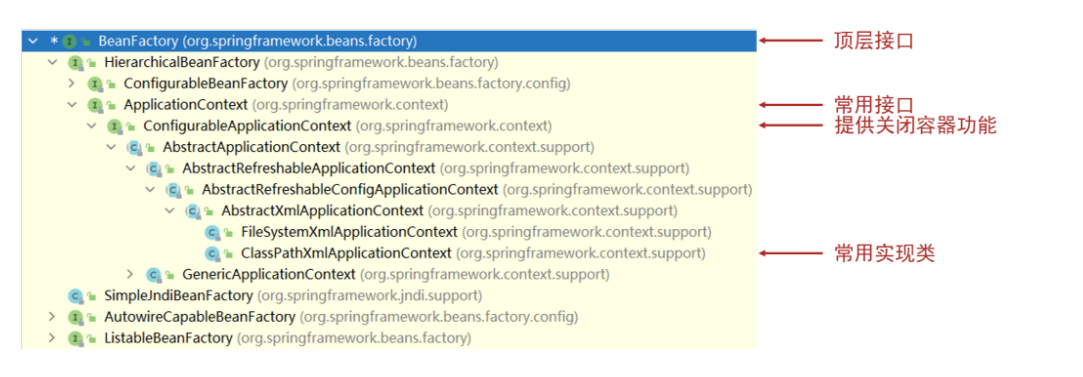 BeanFactory (org.springframework.beans.factory) 顶层接口
HierarchicalBeanFactory (org.springframework.beans.factory)
ConfigurableBeanFactory (org.springframework.beans.factory.config)
ApplicationContext (org.springframework.context) 常用接口
ConfigurableApplicationContext (org.springframework.context) 提供关闭容器功能
AbstractApplicationContext (org.springframework.context.support)
AbstractRefreshableApplicationContext (org.springframework.context.support)
AbstractRefreshableConfigApplicationContext (org.springframework.context.support)
AbstractXmlApplicationContext (org.springframework.context.support)
FileSystemXmlApplicationContext (org.springframework.context.support)
ClassPathXmlApplicationContext (org.springframework.context.support) 常用实现类
GenericApplicationContext (org.springframework.context.support)
SimpleJndiBeanFactory (org.springframework.jndi.support)
AutowireCapableBeanFactory (org.springframework.beans.factory.config)
ListableBeanFactory (org.springframework.beans.factory)